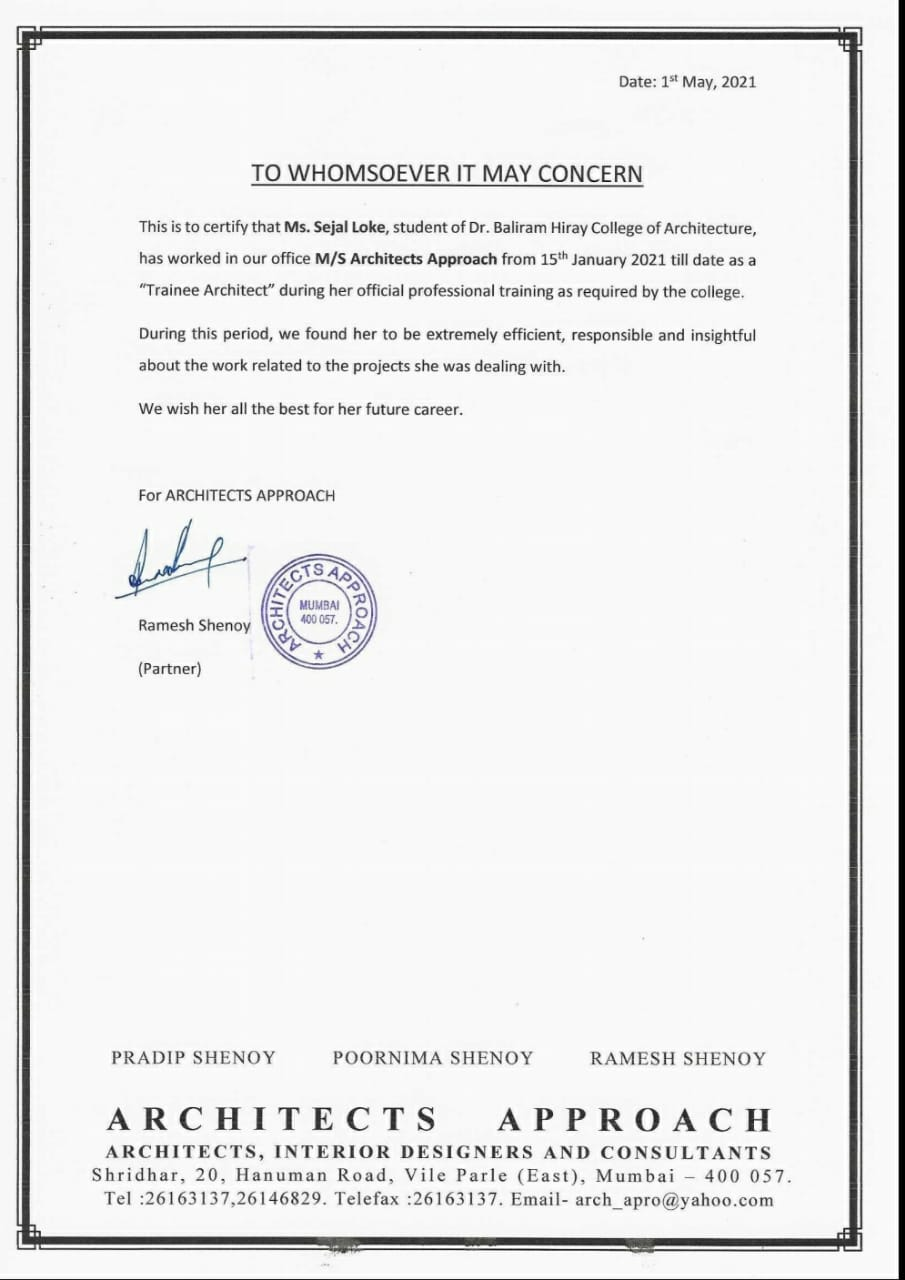 Date: 1st May, 2021
TO WHOMSOEVER IT MAY CONCERN
This is to certify that Ms. Sejal Loke, student of Dr. Baliram Hiray College of Architecture,
has worked in our office M/S Architects Approach from 15th January 2021 till date as a
“Trainee Architect” during her official professional training as required by the college.
During this period, we found her to be extremely efficient, responsible and insightful
about the work related to the projects she was dealing with.
We wish her all the best for her future career.
For ARCHITECTS APPROACH
ARCHITECTS APPROACH
MUMBAI
400 057.
Ramesh Shenoy
(Partner)
PRADIP SHENOY POORNIMA SHENOY RAMESH SHENOY
ARCHITECTS APPROACH
ARCHITECTS, INTERIOR DESIGNERS AND CONSULTANTS
Shridhar, 20, Hanuman Road, Vile Parle (East), Mumbai – 400 057.
Tel :26163137,26146829. Telefax :26163137. Email- arch_apro@yahoo.com